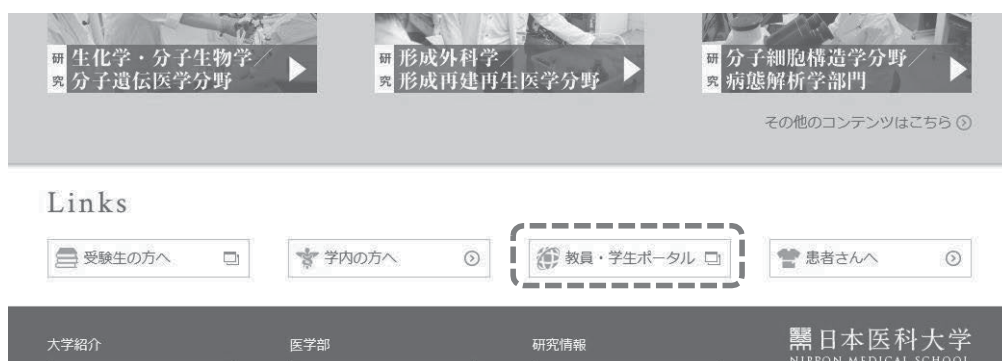 研究 生化学・分子生物学／
分子遺伝医学分野
研究 形成外科学／
形成再建再生医学分野
研究 分子細胞構造学分野／
病態解析学部門
その他のコンテンツはこちら
Links
受験生の方へ
学内の方へ
教員・学生ポータル
患者さんへ
大学紹介
医学部
研究情報
日本医科大学
NIPPON MEDICAL SCHOOL